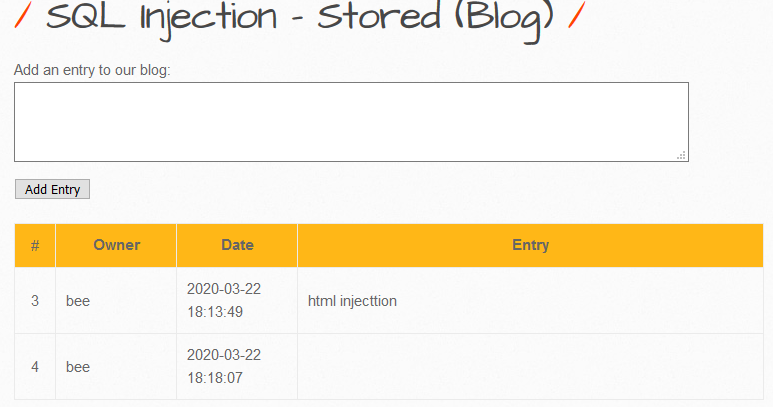 / SQL Injection - Stored (Blog) /
Add an entry to our blog:
Add Entry
# Owner Date Entry
3 bee 2020-03-22 18:13:49 html injecttion
4 bee 2020-03-22 18:18:07